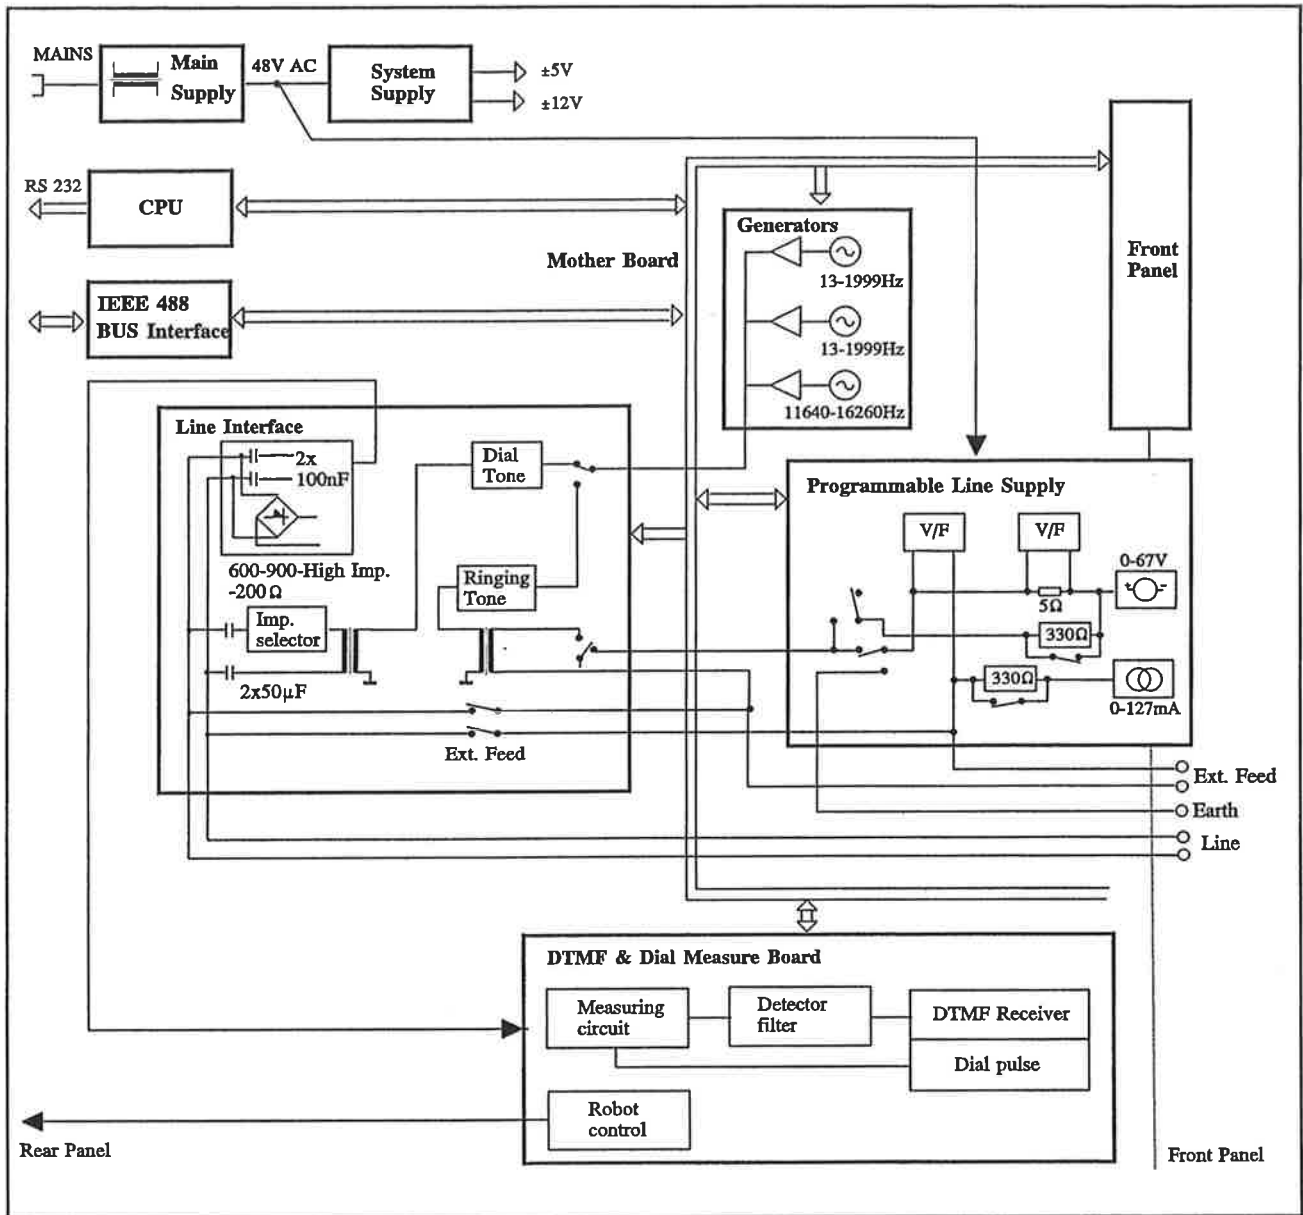 MAINS
Main
Supply
48V AC
System
Supply
±5V
±12V
RS 232
CPU
Mother Board
IEEE 488
BUS Interface
Generators
13-1999Hz
13-1999Hz
11640-16260Hz
Front
Panel
Line Interface
2x
100nF
600-900-High Imp.
-200Ω
Dial
Tone
Ringing
Tone
Imp.
selector
2x50µF
Ext. Feed
Programmable Line Supply
V/F
V/F
0-67V
5Ω
330Ω
330Ω
0-127mA
Ext. Feed
Earth
Line
DTMF & Dial Measure Board
Measuring
circuit
Detector
filter
DTMF Receiver
Dial pulse
Robot
control
Rear Panel
Front Panel